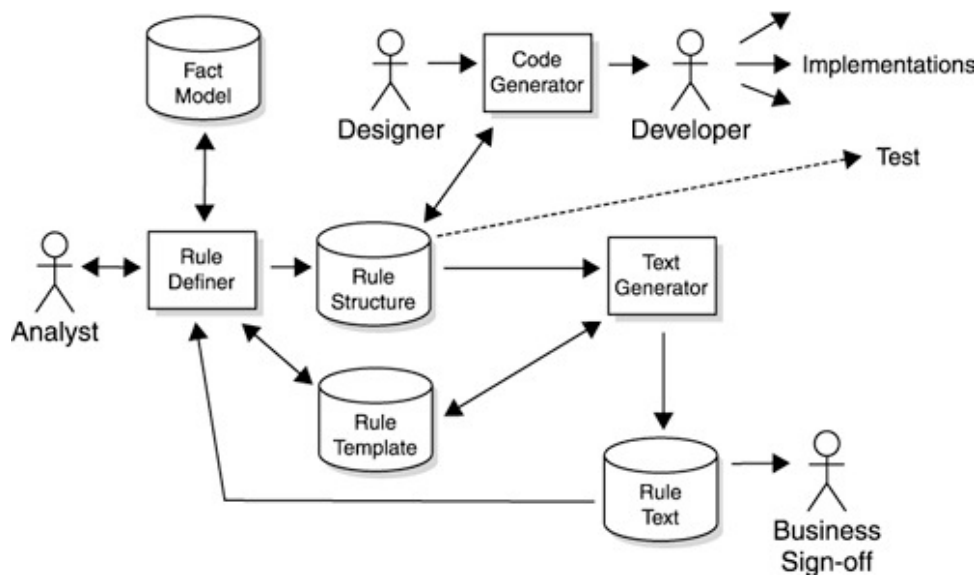 Fact
Model
Designer
Code
Generator
Developer
Implementations
Test
Analyst
Rule
Definer
Rule
Structure
Text
Generator
Rule
Template
Rule
Text
Business
Sign-off